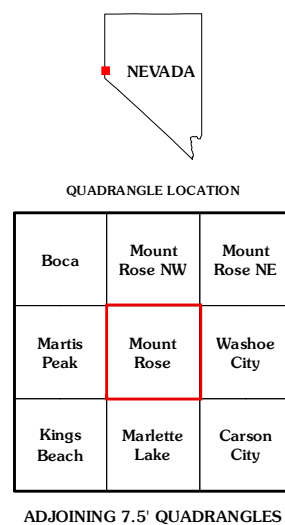 NEVADA
QUADRANGLE LOCATION
Boca
Mount
Rose NW
Mount
Rose NE
Martis
Peak
Mount
Rose
Washoe
City
Kings
Beach
Marlette
Lake
Carson
City
ADJOINING 7.5' QUADRANGLES